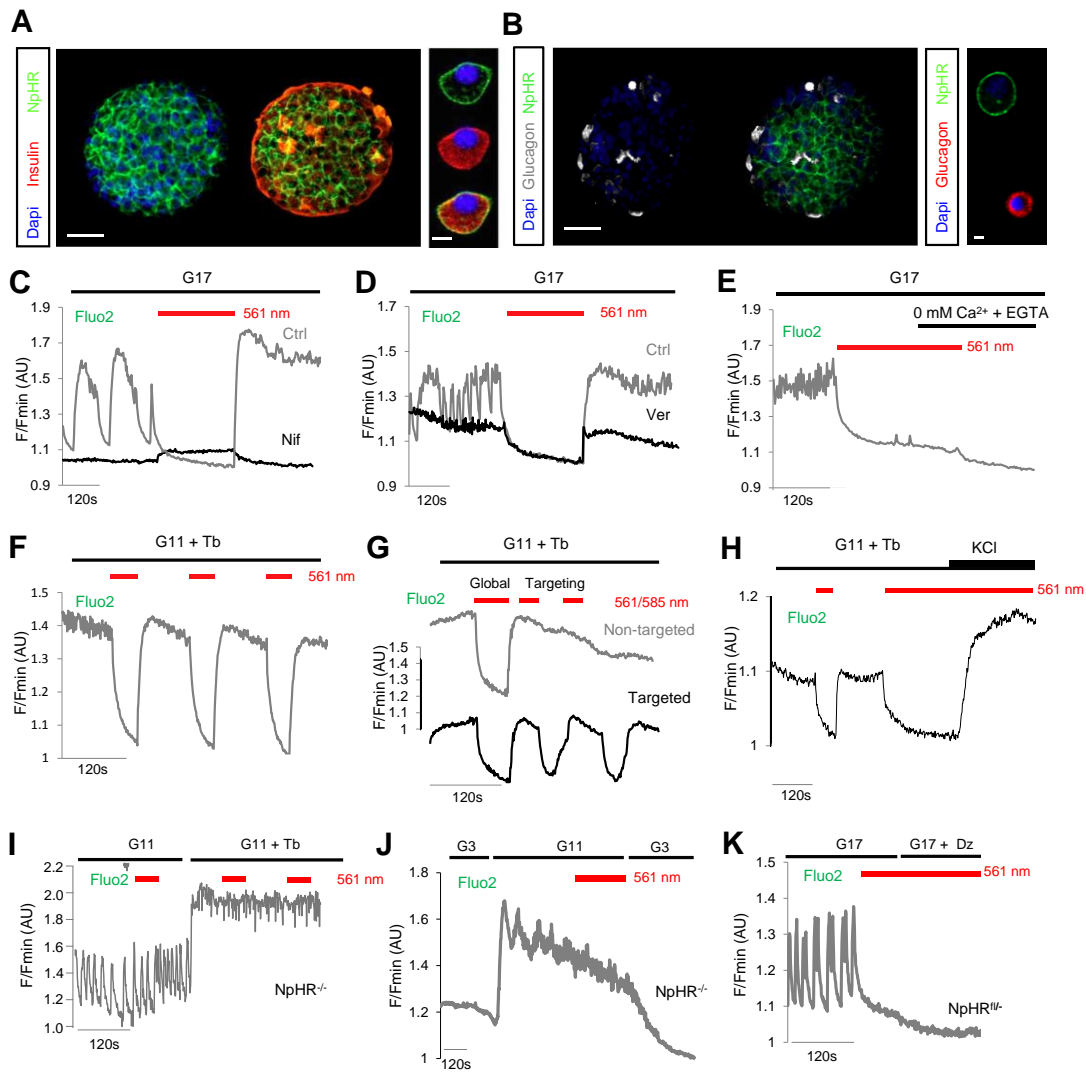 A
Dapi Insulin NpHR
B
Dapi Glucagon NpHR
Dapi Glucagon NpHR
C
G17
Fluo2
561 nm
Ctrl
Nif
F/Fmin (AU)
1.9
1.7
1.5
1.3
1.1
0.9
120s
D
G17
Fluo2
561 nm
Ctrl
Ver
F/Fmin (AU)
1.7
1.5
1.3
1.1
0.9
120s
E
G17
0 mM Ca²⁺ + EGTA
Fluo2
561 nm
F/Fmin (AU)
1.9
1.7
1.5
1.3
1.1
0.9
120s
F
G11 + Tb
561 nm
Fluo2
F/Fmin (AU)
1.5
1.4
1.3
1.2
1.1
1
120s
G
G11 + Tb
Global Targeting
Fluo2
561/585 nm
Non-targeted
Targeted
F/Fmin (AU)
1.5
1.4
1.3
1.2
1.1
1
1.2
1.1
1
120s
H
G11 + Tb
KCl
561 nm
Fluo2
F/Fmin (AU)
1.2
1.1
1
120s
I
G11
G11 + Tb
Fluo2
561 nm
NpHR⁻/⁻
F/Fmin (AU)
2.2
2.0
1.8
1.6
1.4
1.2
1.0
120s
J
G3
G11
G3
Fluo2
561 nm
NpHR⁻/⁻
F/Fmin (AU)
1.8
1.6
1.4
1.2
1
120s
K
G17
G17 + Dz
Fluo2
561 nm
NpHRᶠˡ/⁻
F/Fmin (AU)
1.5
1.4
1.3
1.2
1.1
1
120s